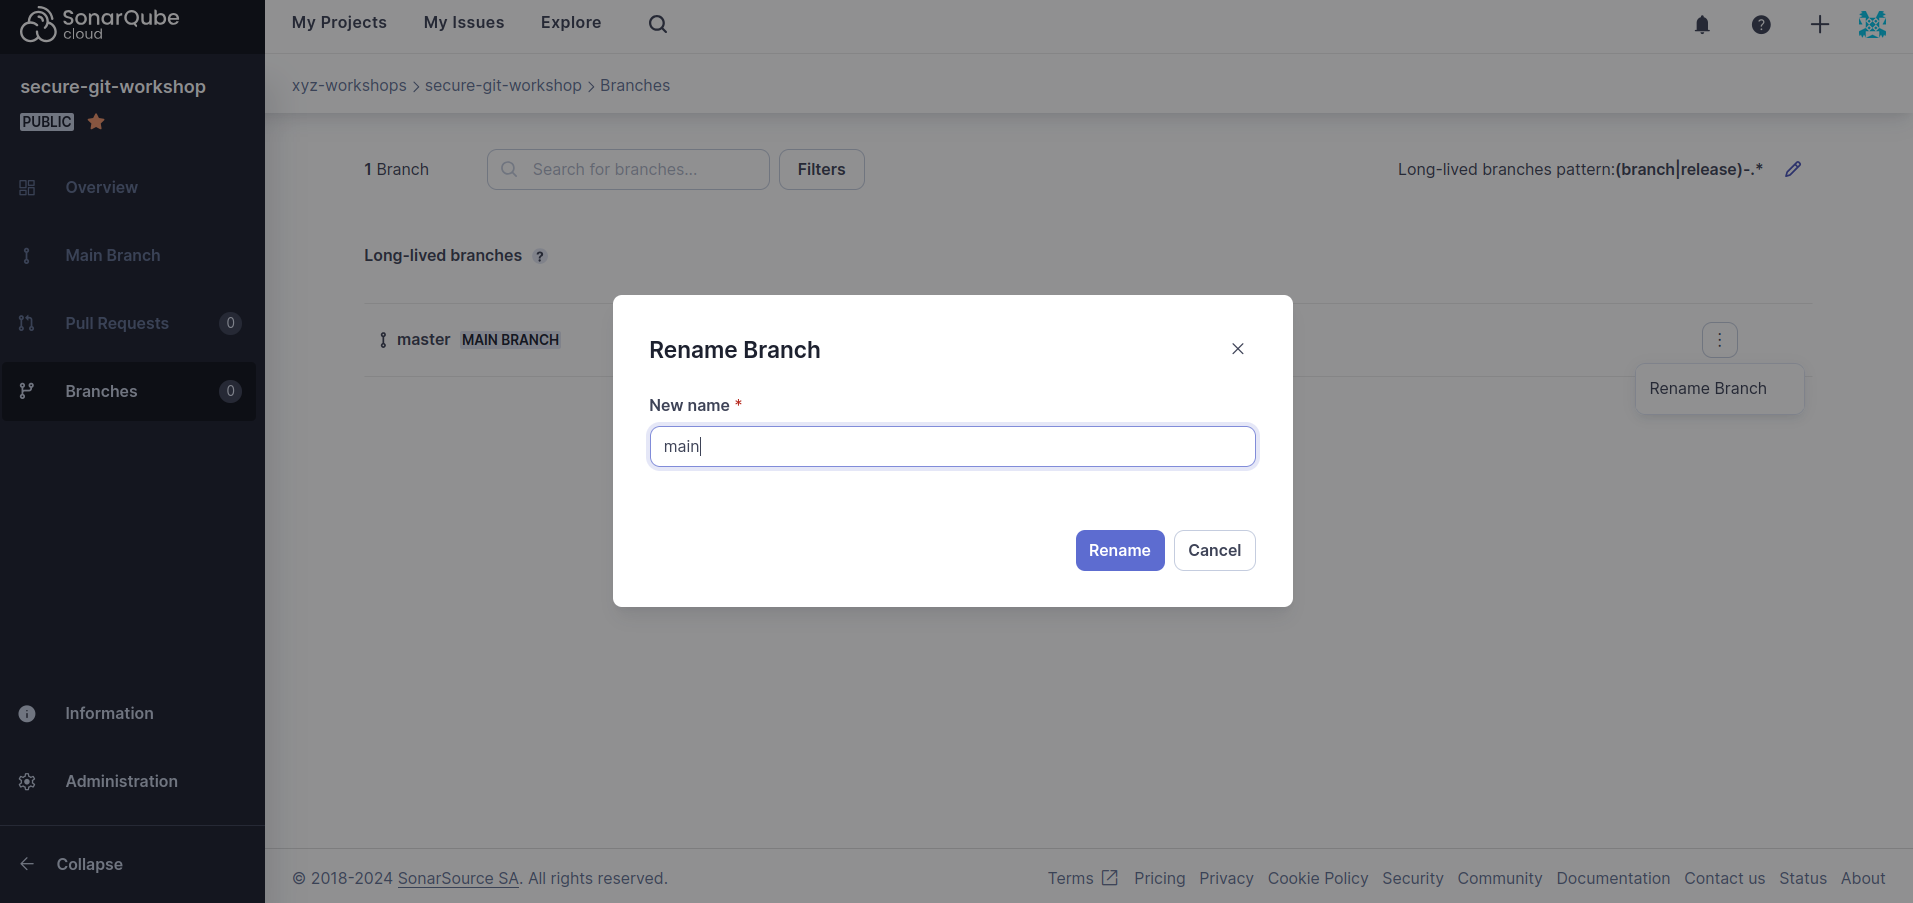 SonarQube
cloud
My Projects
My Issues
Explore
secure-git-workshop
PUBLIC
xyz-workshops > secure-git-workshop > Branches
Overview
Main Branch
Pull Requests 0
Branches 0
Information
Administration
Collapse
1 Branch
Search for branches...
Filters
Long-lived branches pattern:(branch|release)-.*
Long-lived branches ?
master MAIN BRANCH
Rename Branch
Rename Branch
New name *
main
Rename
Cancel
© 2018-2024 SonarSource SA. All rights reserved.
Terms Pricing Privacy Cookie Policy Security Community Documentation Contact us Status About